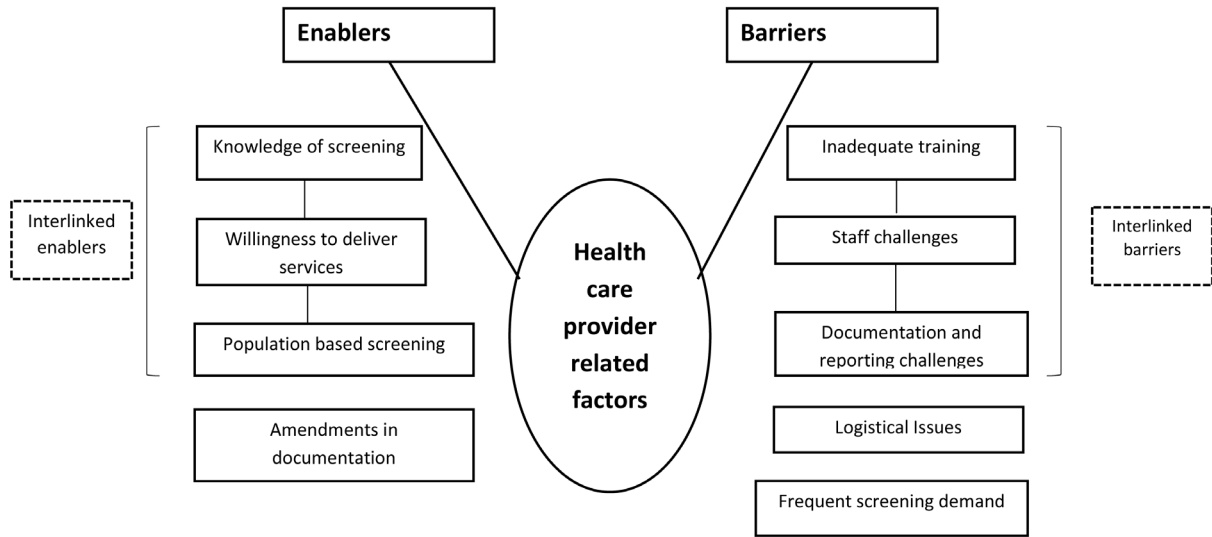 Enablers
Barriers
Knowledge of screening
Willingness to deliver
services
Population based screening
Amendments in
documentation
Interlinked
enablers
Health
care
provider
related
factors
Inadequate training
Staff challenges
Documentation and
reporting challenges
Logistical Issues
Frequent screening demand
Interlinked
barriers